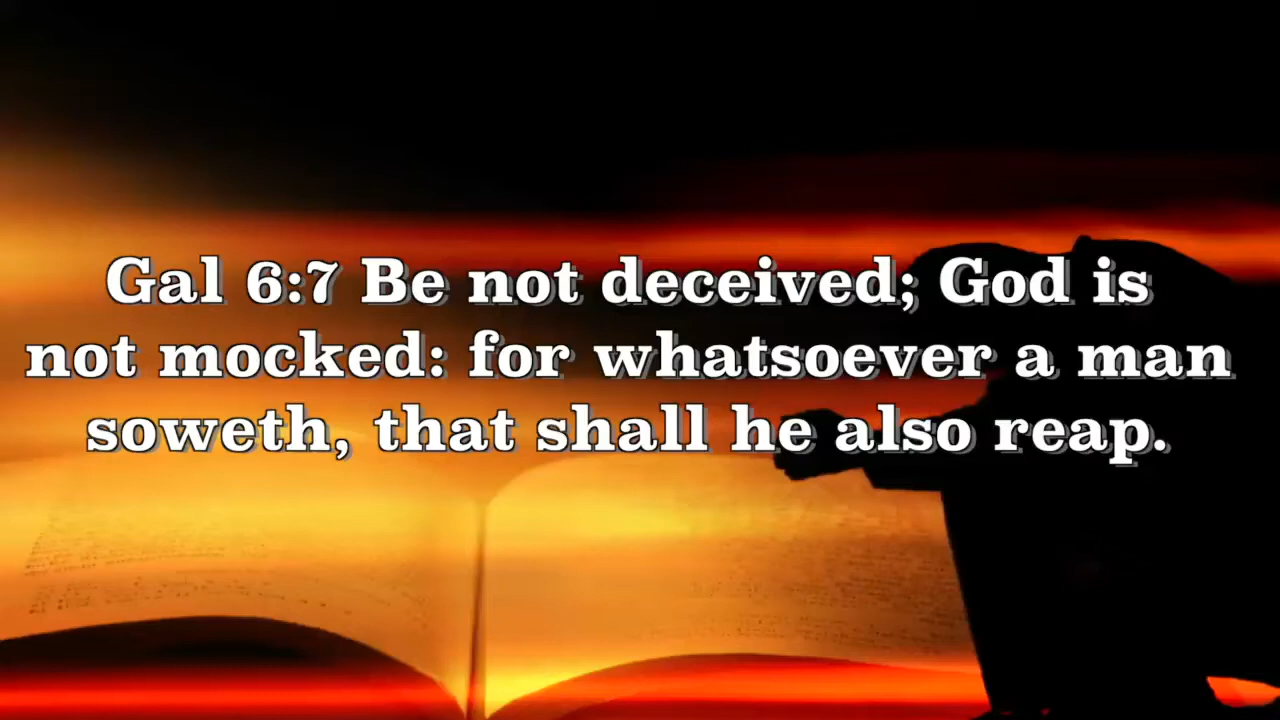 Gal 6:7 Be not deceived; God is
not mocked: for whatsoever a man
soweth, that shall he also reap.